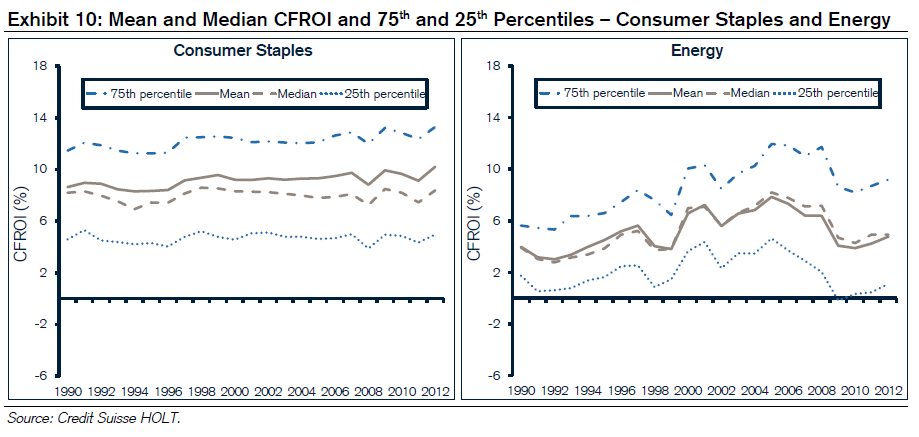 Exhibit 10: Mean and Median CFROI and 75th and 25th Percentiles – Consumer Staples and Energy
Consumer Staples
75th percentile Mean Median 25th percentile
CFROI (%)
18
14
10
6
2
-2
-6
1990 1992 1994 1996 1998 2000 2002 2004 2006 2008 2010 2012
Energy
75th percentile Mean Median 25th percentile
CFROI (%)
18
14
10
6
2
-2
-6
1990 1992 1994 1996 1998 2000 2002 2004 2006 2008 2010 2012
Source: Credit Suisse HOLT.